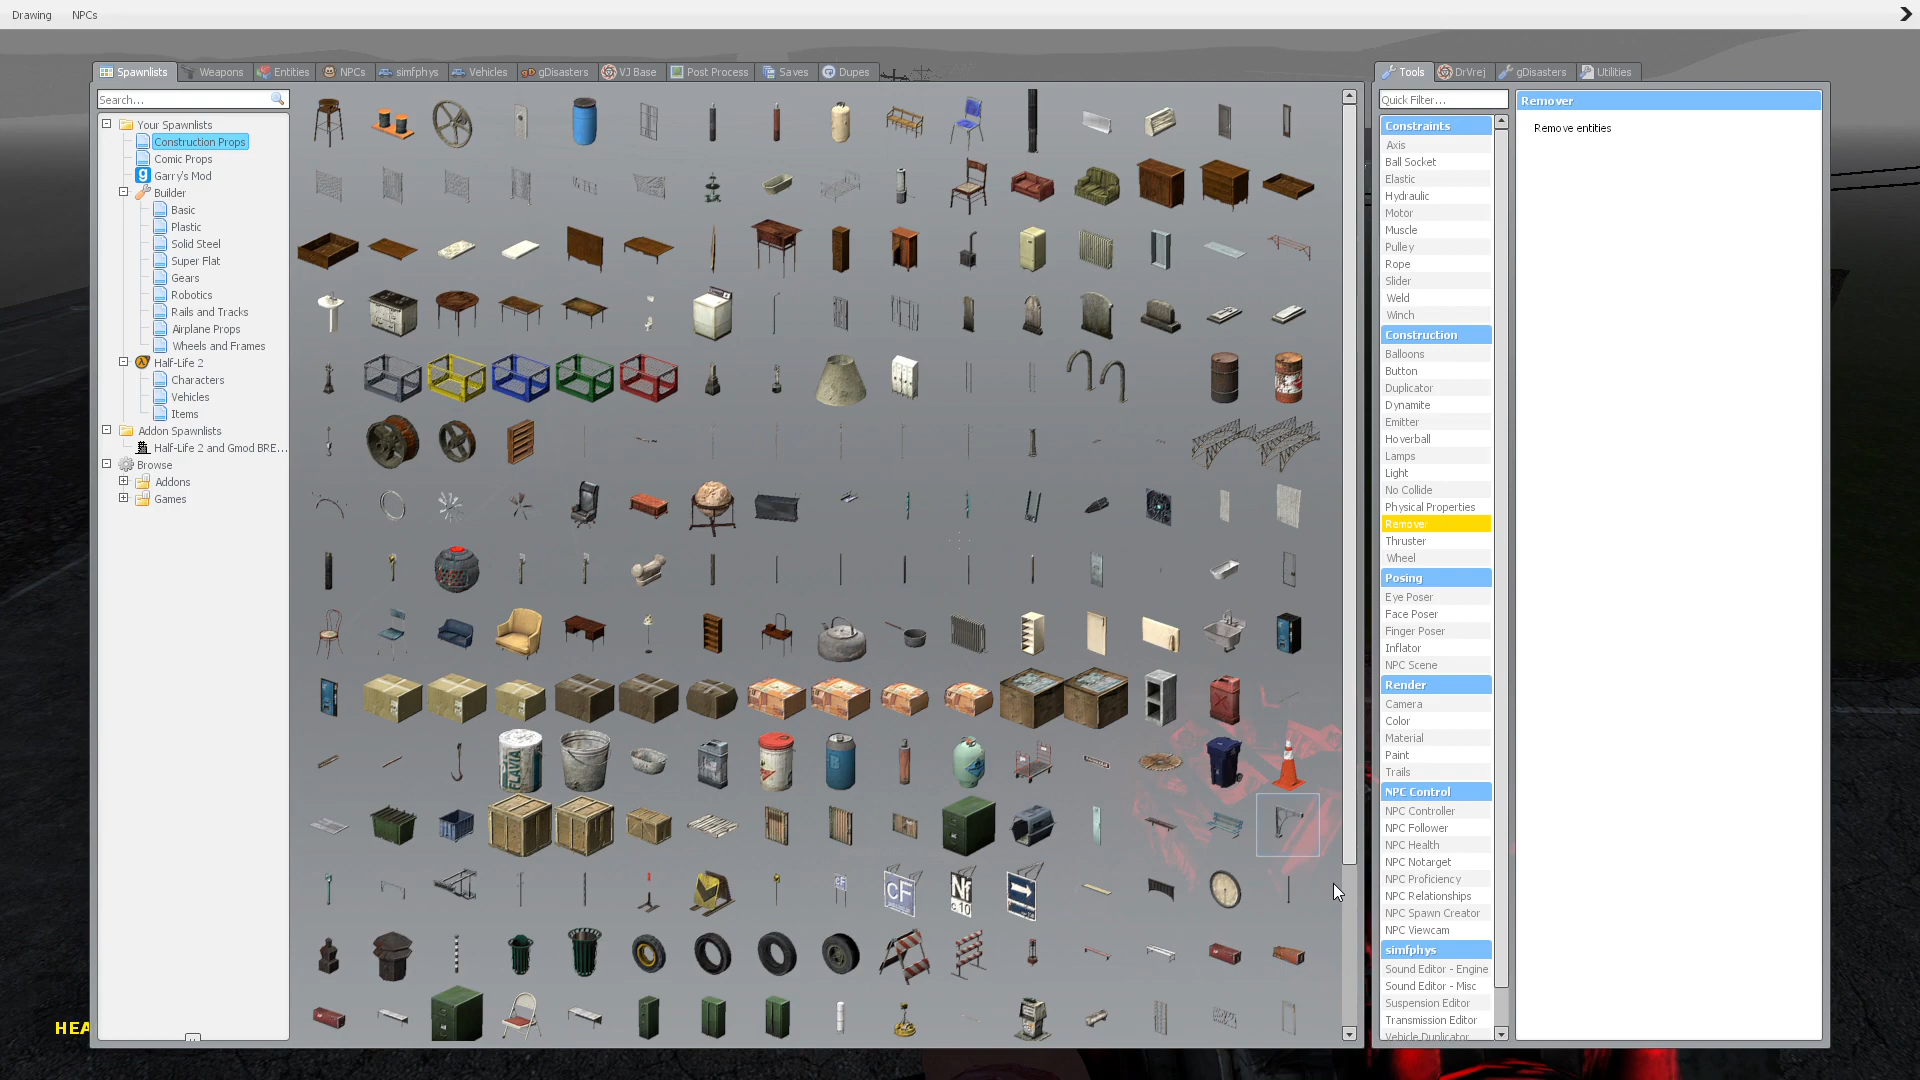 Drawing NPCs
Spawnlists Weapons Entities NPCs simfphys Vehicles gDisasters VJ Base Post Process Saves Dupes
Search...
Your Spawnlists
Construction Props
Comic Props
Garry's Mod
Builder
Basic
Plastic
Solid Steel
Super Flat
Gears
Robotics
Rails and Tracks
Airplane Props
Wheels and Frames
Half-Life 2
Characters
Vehicles
Items
Addon Spawnlists
Half-Life 2 and Gmod BRE...
Browse
Addons
Games
CF
Nf
c 10
HEA
Tools DrVrej gDisasters Utilities
Quick Filter...
Constraints
Axis
Ball Socket
Elastic
Hydraulic
Motor
Muscle
Pulley
Rope
Slider
Weld
Winch
Construction
Balloons
Button
Duplicator
Dynamite
Emitter
Hoverball
Lamps
Light
No Collide
Physical Properties
Remover
Thruster
Wheel
Posing
Eye Poser
Face Poser
Finger Poser
Inflator
NPC Scene
Render
Camera
Color
Material
Paint
Trails
NPC Control
NPC Controller
NPC Follower
NPC Health
NPC Notarget
NPC Proficiency
NPC Relationships
NPC Spawn Creator
NPC Viewcam
simfphys
Sound Editor - Engine
Sound Editor - Misc
Suspension Editor
Transmission Editor
Vehicle Duplicator
Remover
Remove entities